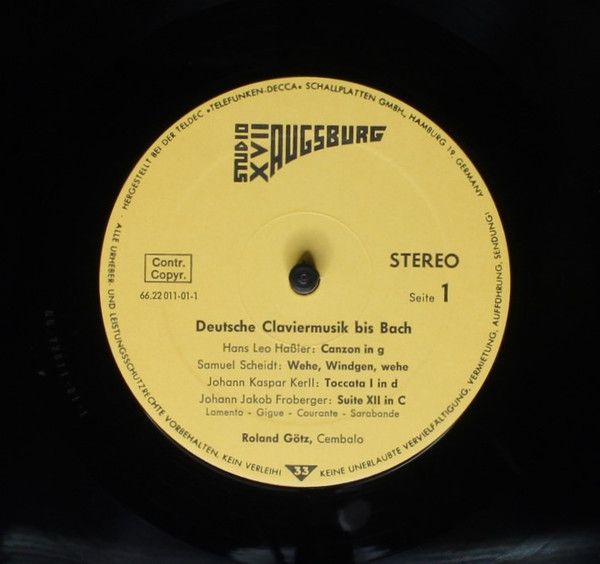 HERGESTELLT BEI DER TELDEC »TELEFUNKEN-DECCA« SCHALLPLATTEN GMBH, HAMBURG 19, GERMANY
STUDIO
XVII
AUGSBURG
Contr.
Copyr.
STEREO
66.22 011-01-1
Seite 1
Deutsche Claviermusik bis Bach
Hans Leo Haßler: Canzon in g
Samuel Scheidt: Wehe, Windgen, wehe
Johann Kaspar Kerll: Toccata I in d
Johann Jakob Froberger: Suite XII in C
Lamento - Gigue - Courante - Sarabande
Roland Götz, Cembalo
33
ALLE URHEBER- UND LEISTUNGSSCHUTZRECHTE VORBEHALTEN. KEIN VERLEIH! KEINE UNERLAUBTE VERVIELFÄLTIGUNG, VERMIETUNG, AUFFÜHRUNG, SENDUNG!